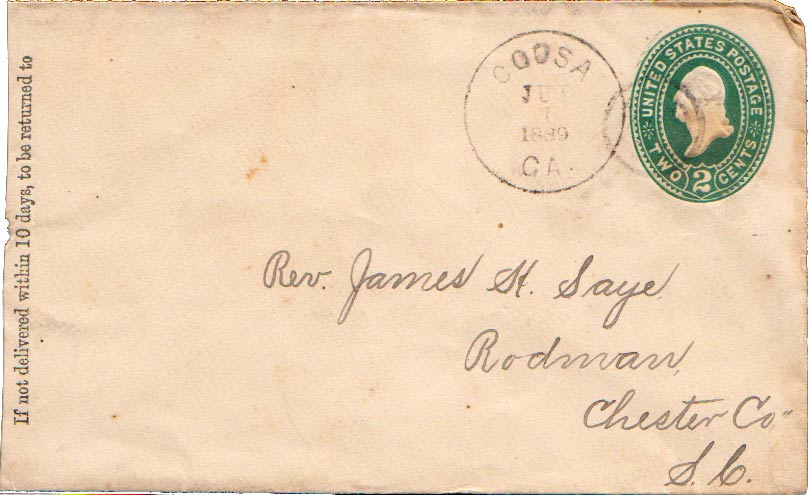 If not delivered within 10 days, to be returned to
COOSA
1
1889
GA.
UNITED STATES POSTAGE
TWO 2 CENTS
Rev. James H. Saye
Rodman,
Chester Co
S.C.